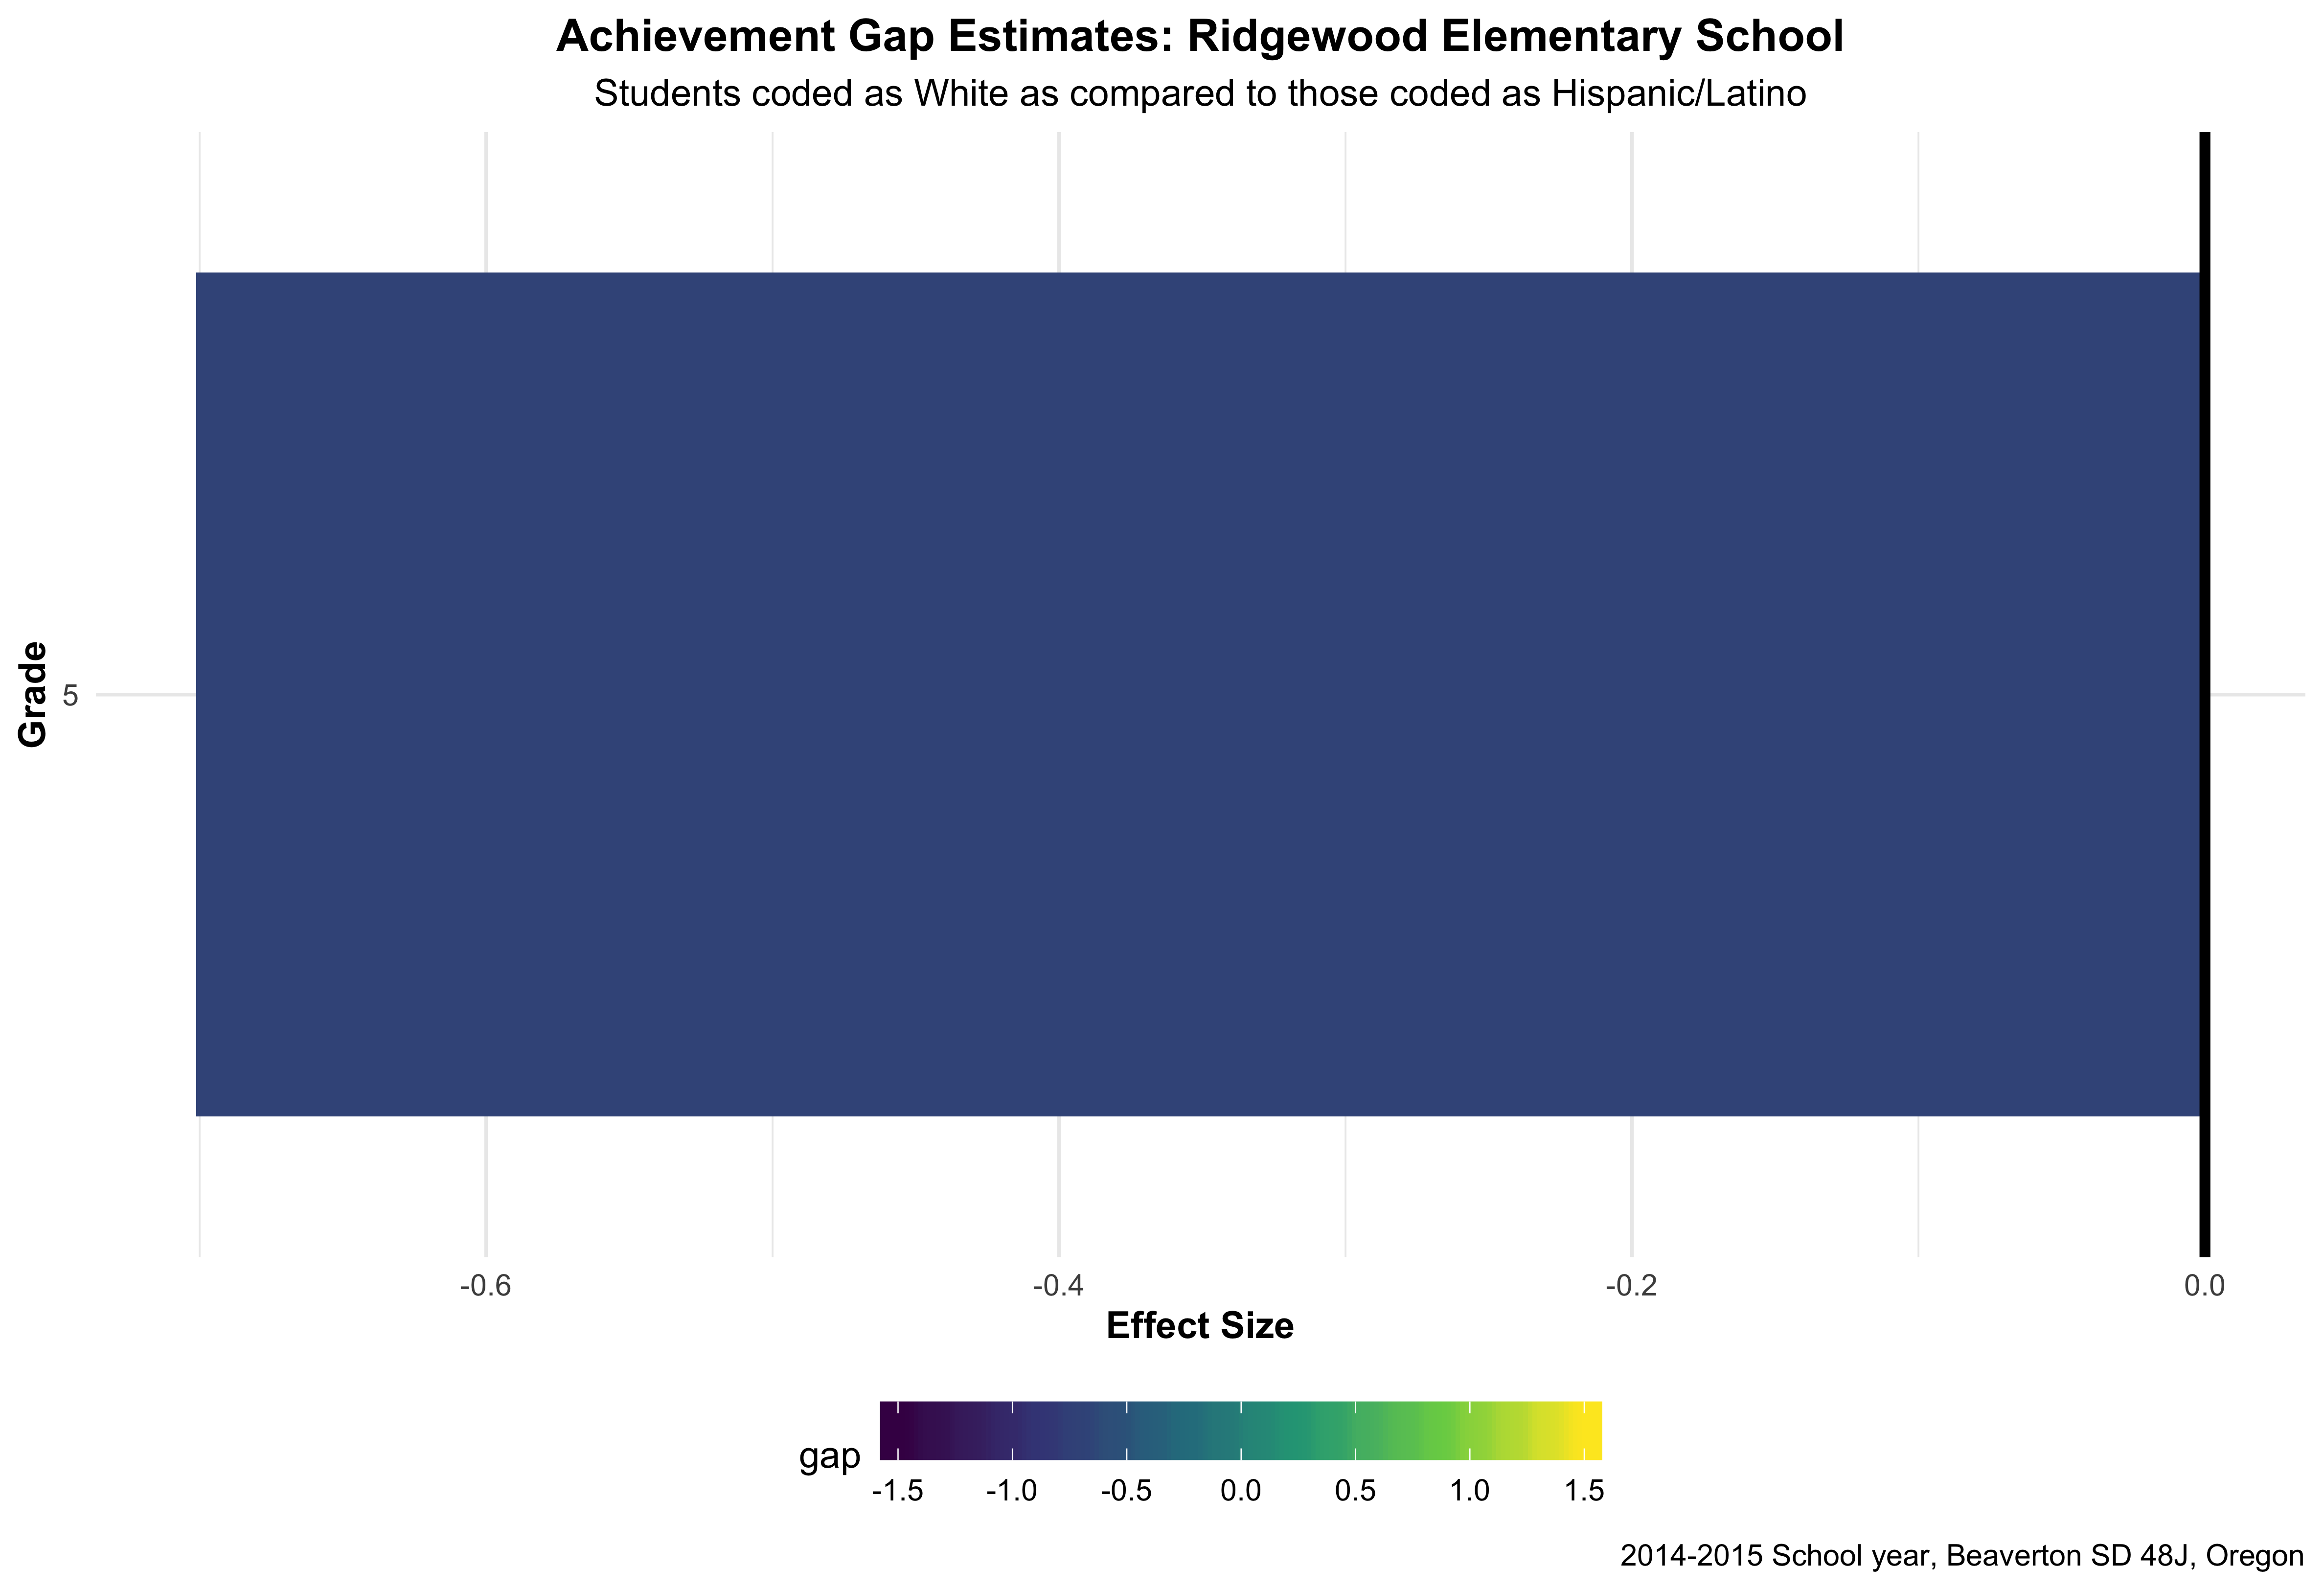 Achievement Gap Estimates: Ridgewood Elementary School
Students coded as White as compared to those coded as Hispanic/Latino
Grade
5
-0.6 -0.4 -0.2 0.0
Effect Size
gap
-1.5 -1.0 -0.5 0.0 0.5 1.0 1.5
2014-2015 School year, Beaverton SD 48J, Oregon